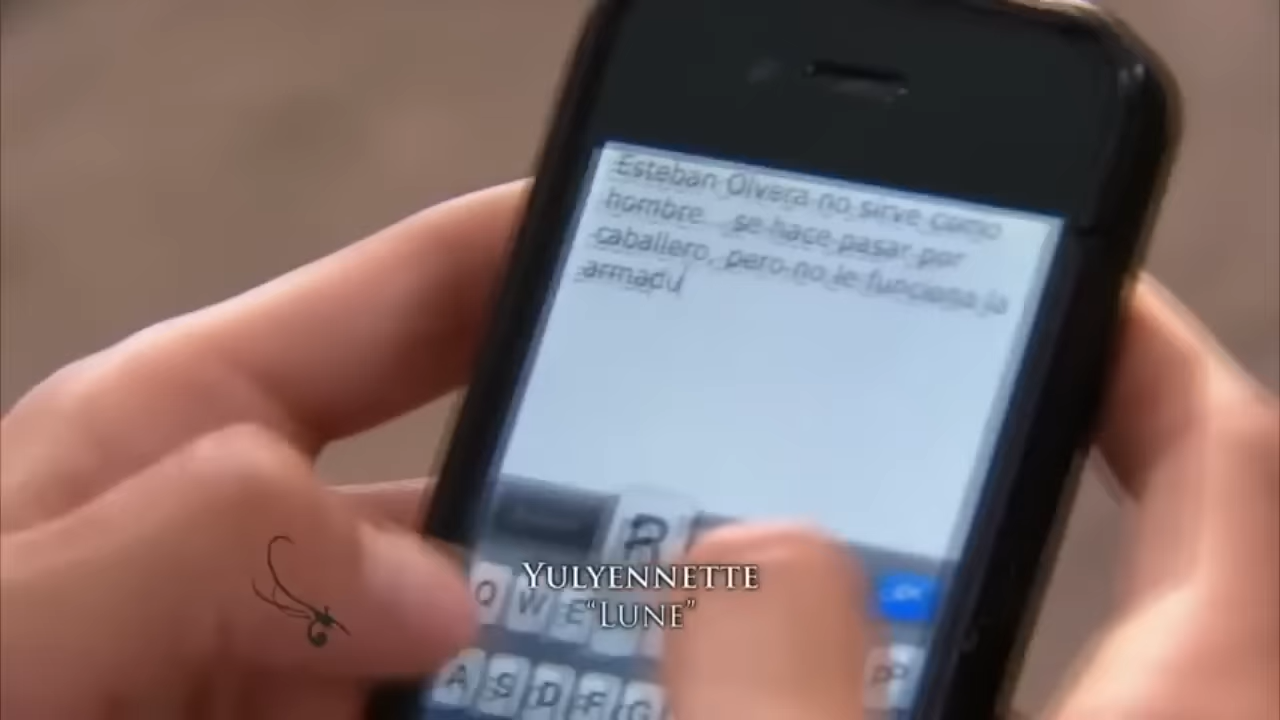 Esteban Olvera no sirve como
hombre. se hace pasar por
caballero, pero no le funciona la
armadu
R
Q W E
A S D F G
YULYENNETTE
"LUNE"